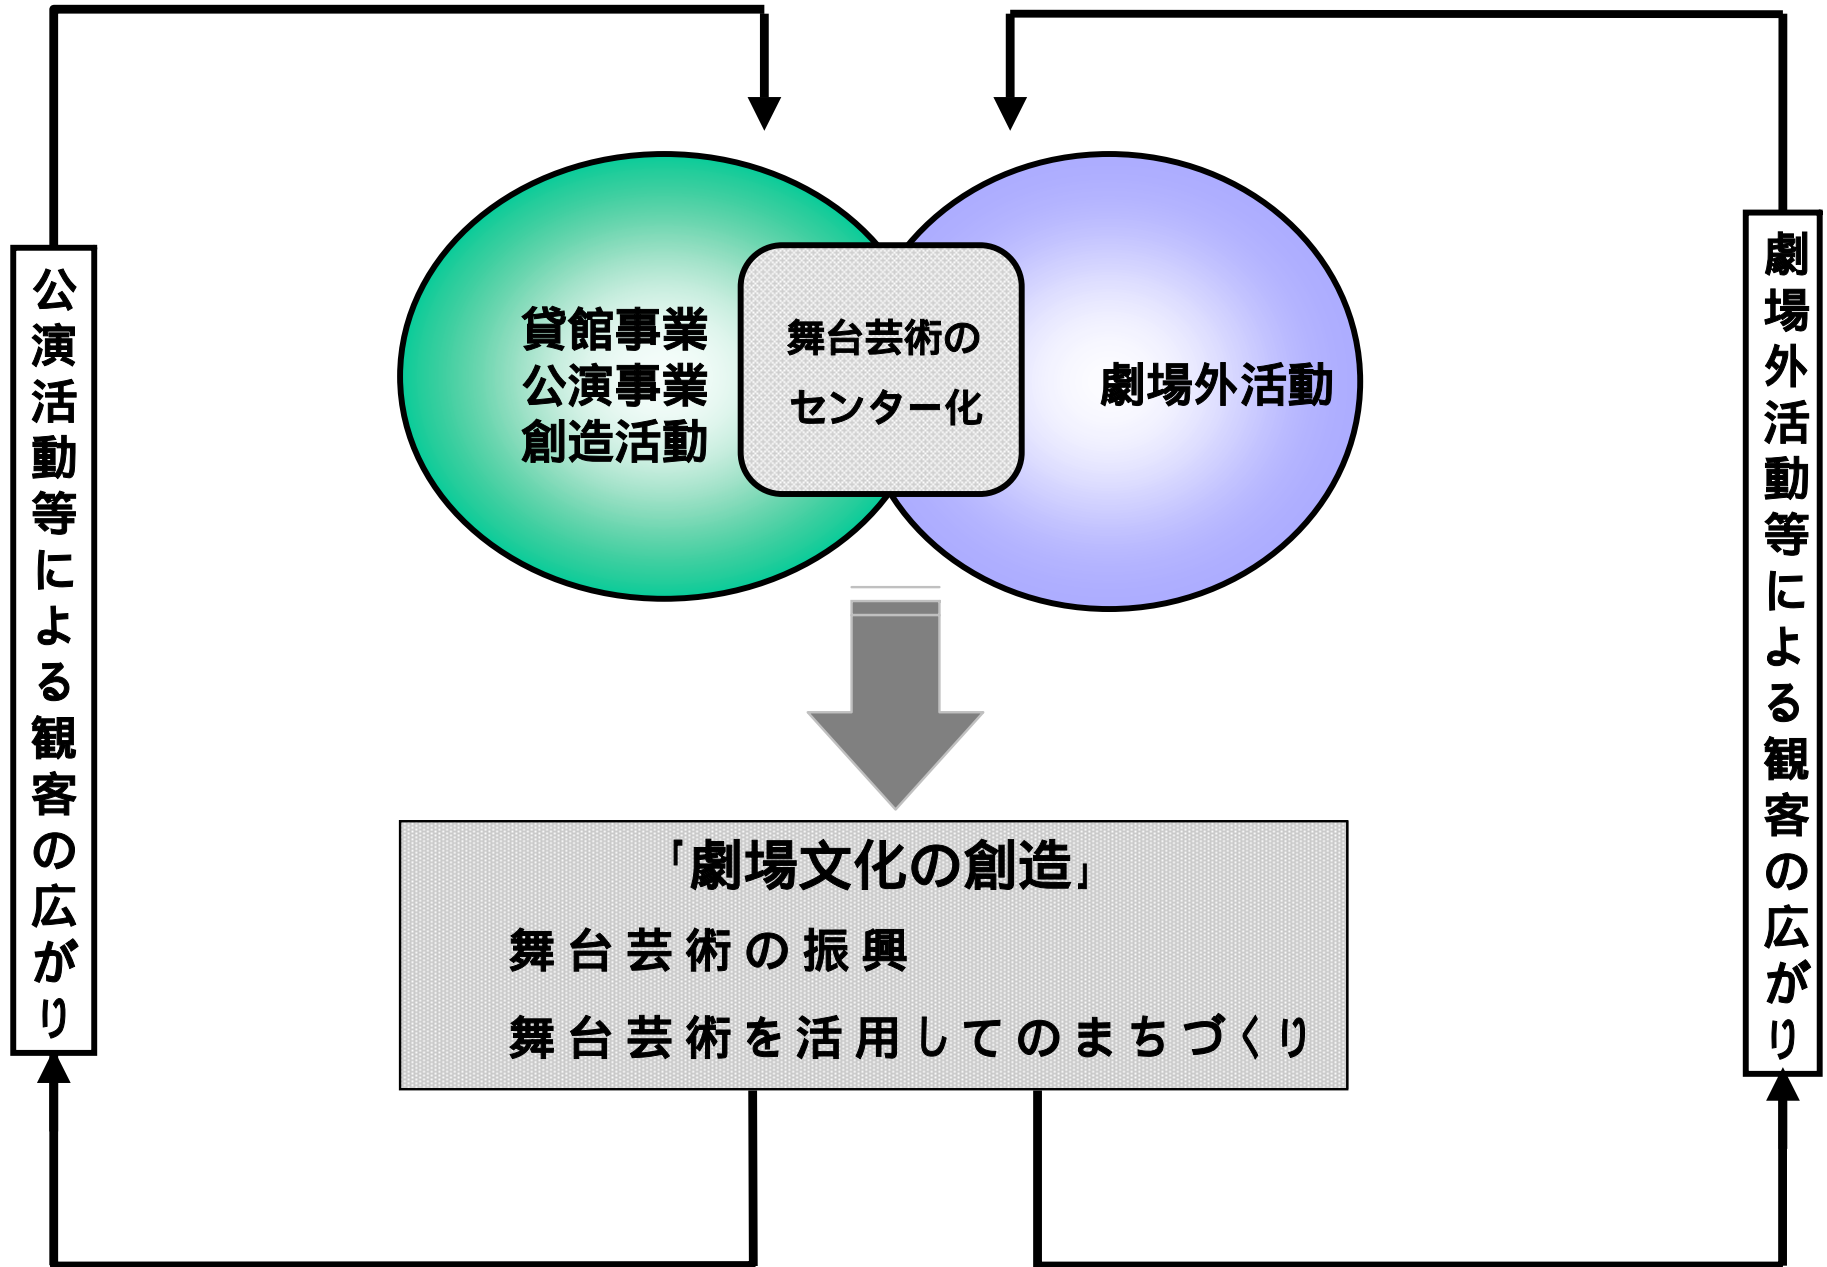 公演活動等による観客の広がり
貸館事業
公演事業
創造活動
舞台芸術の
センター化
劇場外活動
劇場外活動等による観客の広がり
「劇場文化の創造」
舞台芸術の振興
舞台芸術を活用してのまちづくり